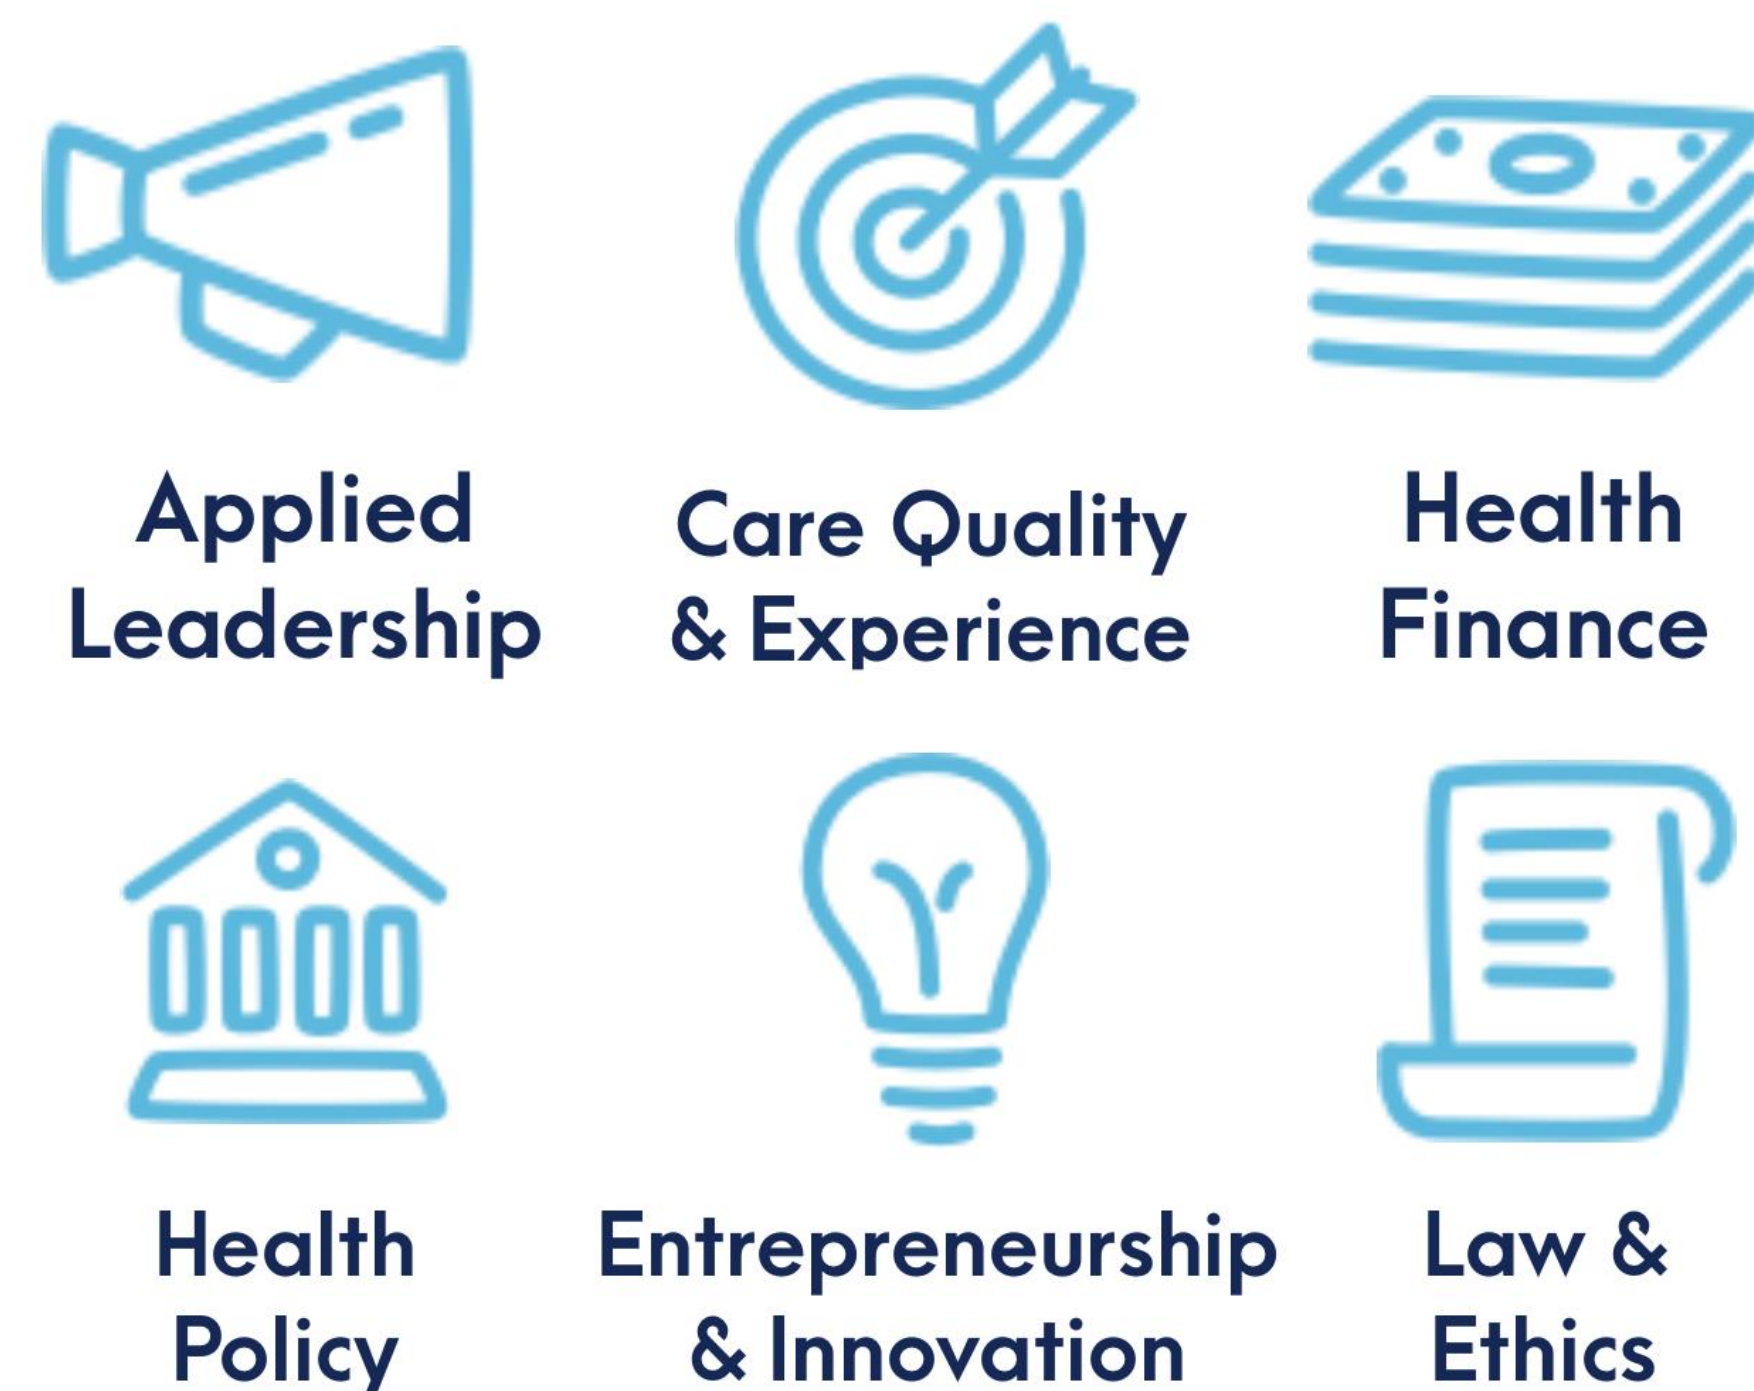 Applied
Leadership
Care Quality
& Experience
Health
Finance
Health
Policy
Entrepreneurship
& Innovation
Law &
Ethics